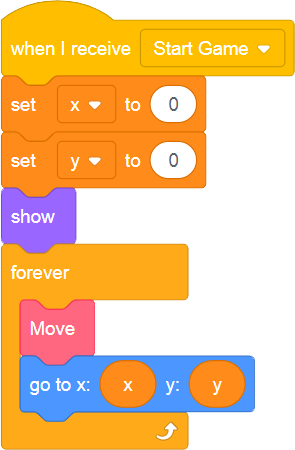 when I receive Start Game
set x to 0
set y to 0
show
forever
Move
go to x: x y: y